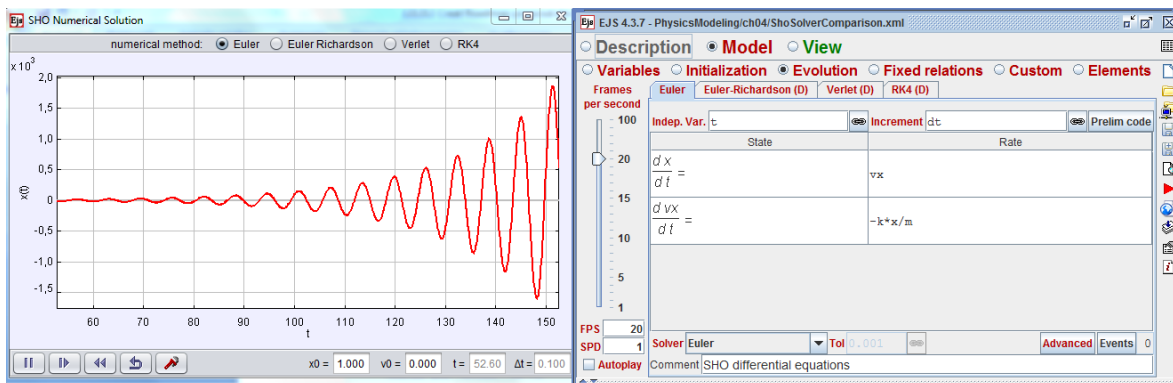 SHO Numerical Solution
numerical method: Euler Euler Richardson Verlet RK4
x 10³
2,0
1,5
1,0
0,5
0
-0,5
-1,0
-1,5
x(t)
60 70 80 90 100 110 120 130 140 150
t
x0 = 1.000 v0 = 0.000 t = 52.60 Δt = 0.100
Ejs EJS 4.3.7 - PhysicsModeling/ch04/ShoSolverComparison.xml
Description Model View
Variables Initialization Evolution Fixed relations Custom Elements
Frames per second
100
20
15
10
5
1
FPS 20
SPD 1
Autoplay
Euler Euler-Richardson (D) Verlet (D) RK4 (D)
Indep. Var. t Increment dt Prelim code
State Rate
d x
d t = vx
d vx
d t = -k*x/m
Solver Euler Tol 0.001 Advanced Events 0
Comment SHO differential equations